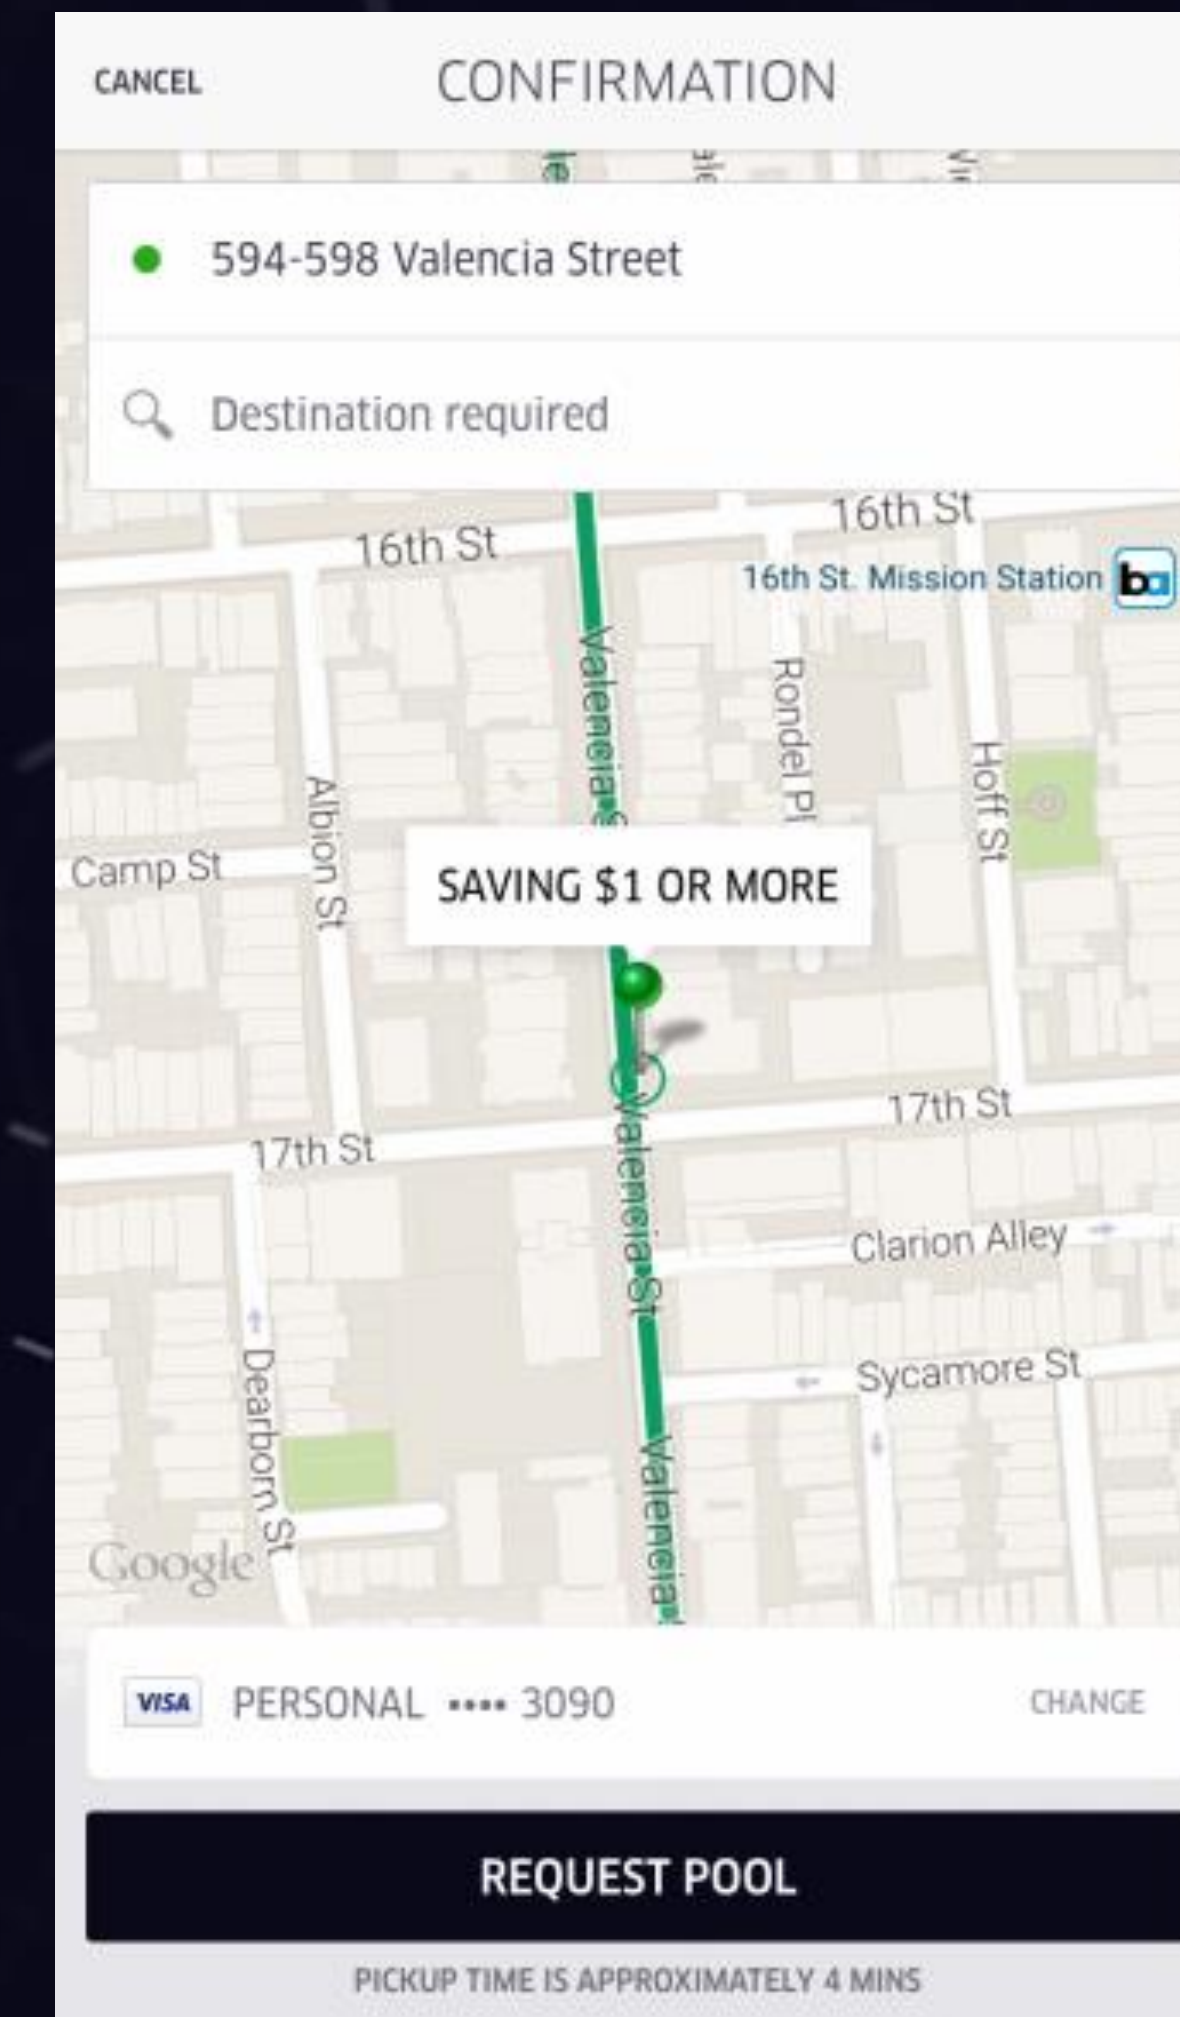 CANCEL
CONFIRMATION
594-598 Valencia Street
Destination required
16th St
16th St
16th St. Mission Station
ba
Valencia
Rondel Pl
Hoff St
Albion St
Camp St
SAVING $1 OR MORE
17th St
17th St
Valencia St
Clarion Alley
Sycamore St
Dearborn St
Valencia
Google
VISA PERSONAL •••• 3090
CHANGE
REQUEST POOL
PICKUP TIME IS APPROXIMATELY 4 MINS